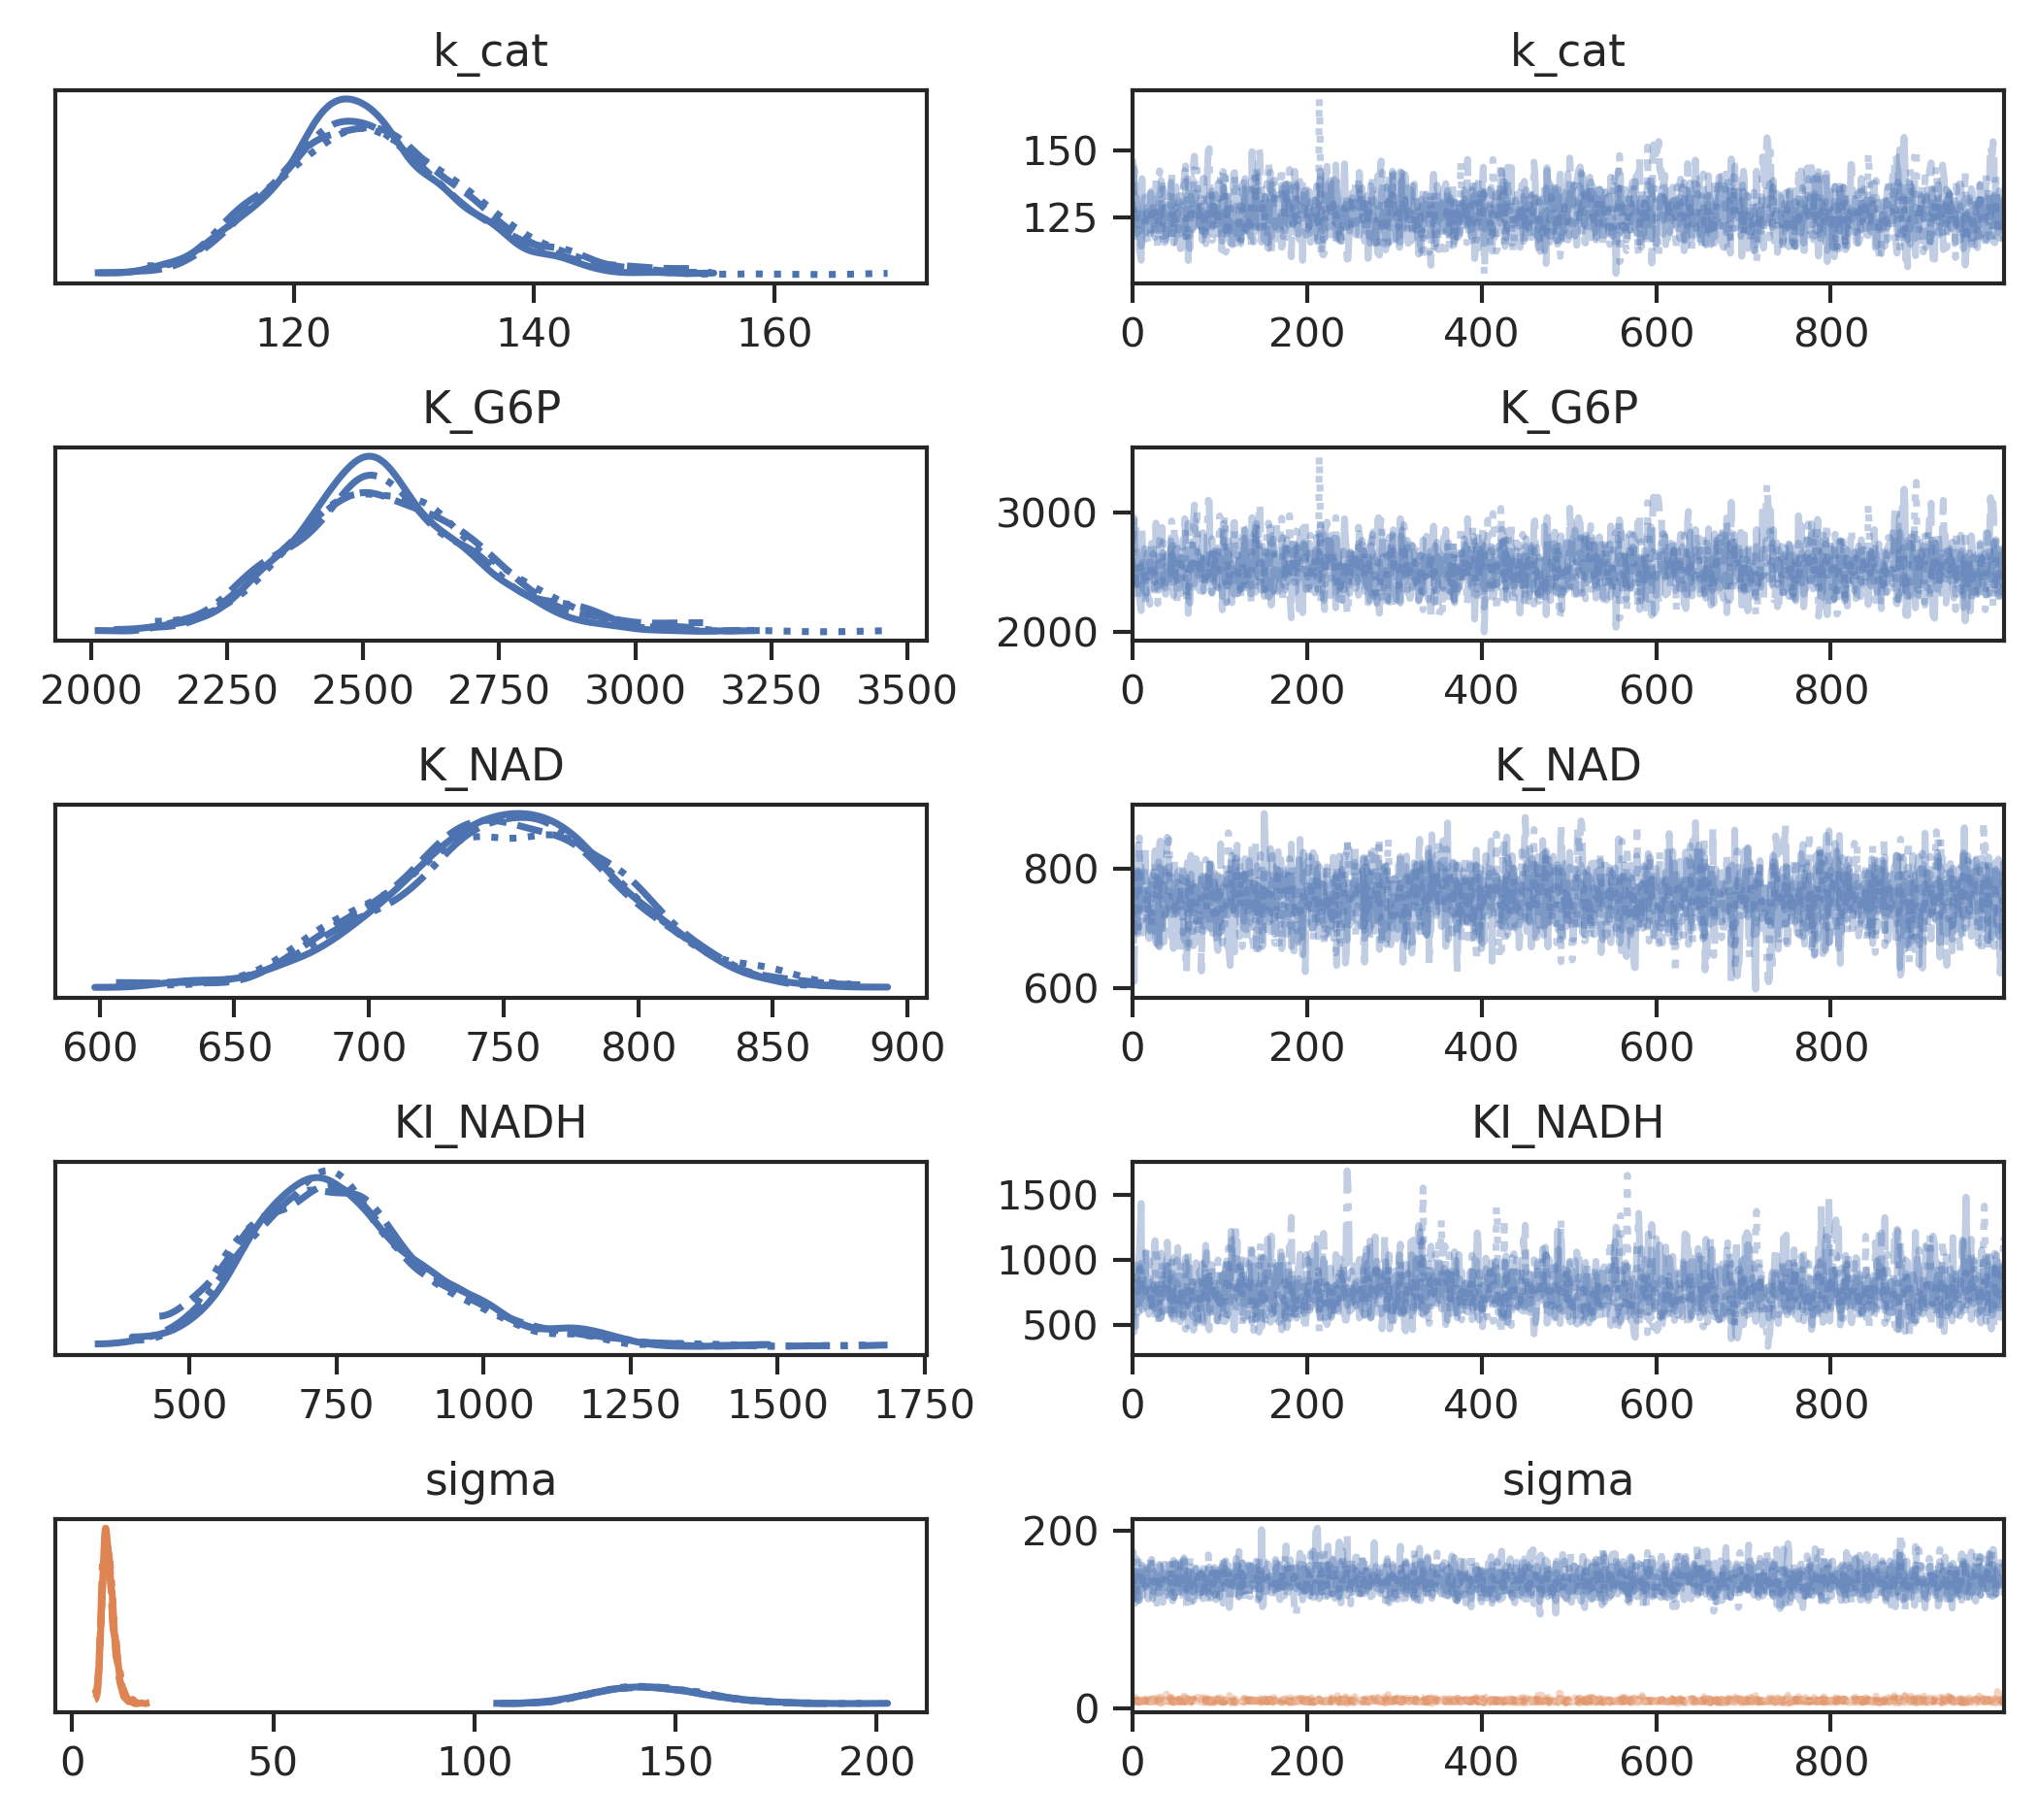 k_cat
120 140 160
k_cat
150
125
0 200 400 600 800
K_G6P
2000 2250 2500 2750 3000 3250 3500
K_G6P
3000
2000
0 200 400 600 800
K_NAD
600 650 700 750 800 850 900
K_NAD
800
600
0 200 400 600 800
KI_NADH
500 750 1000 1250 1500 1750
KI_NADH
1500
1000
500
0 200 400 600 800
sigma
0 50 100 150 200
sigma
200
0
0 200 400 600 800